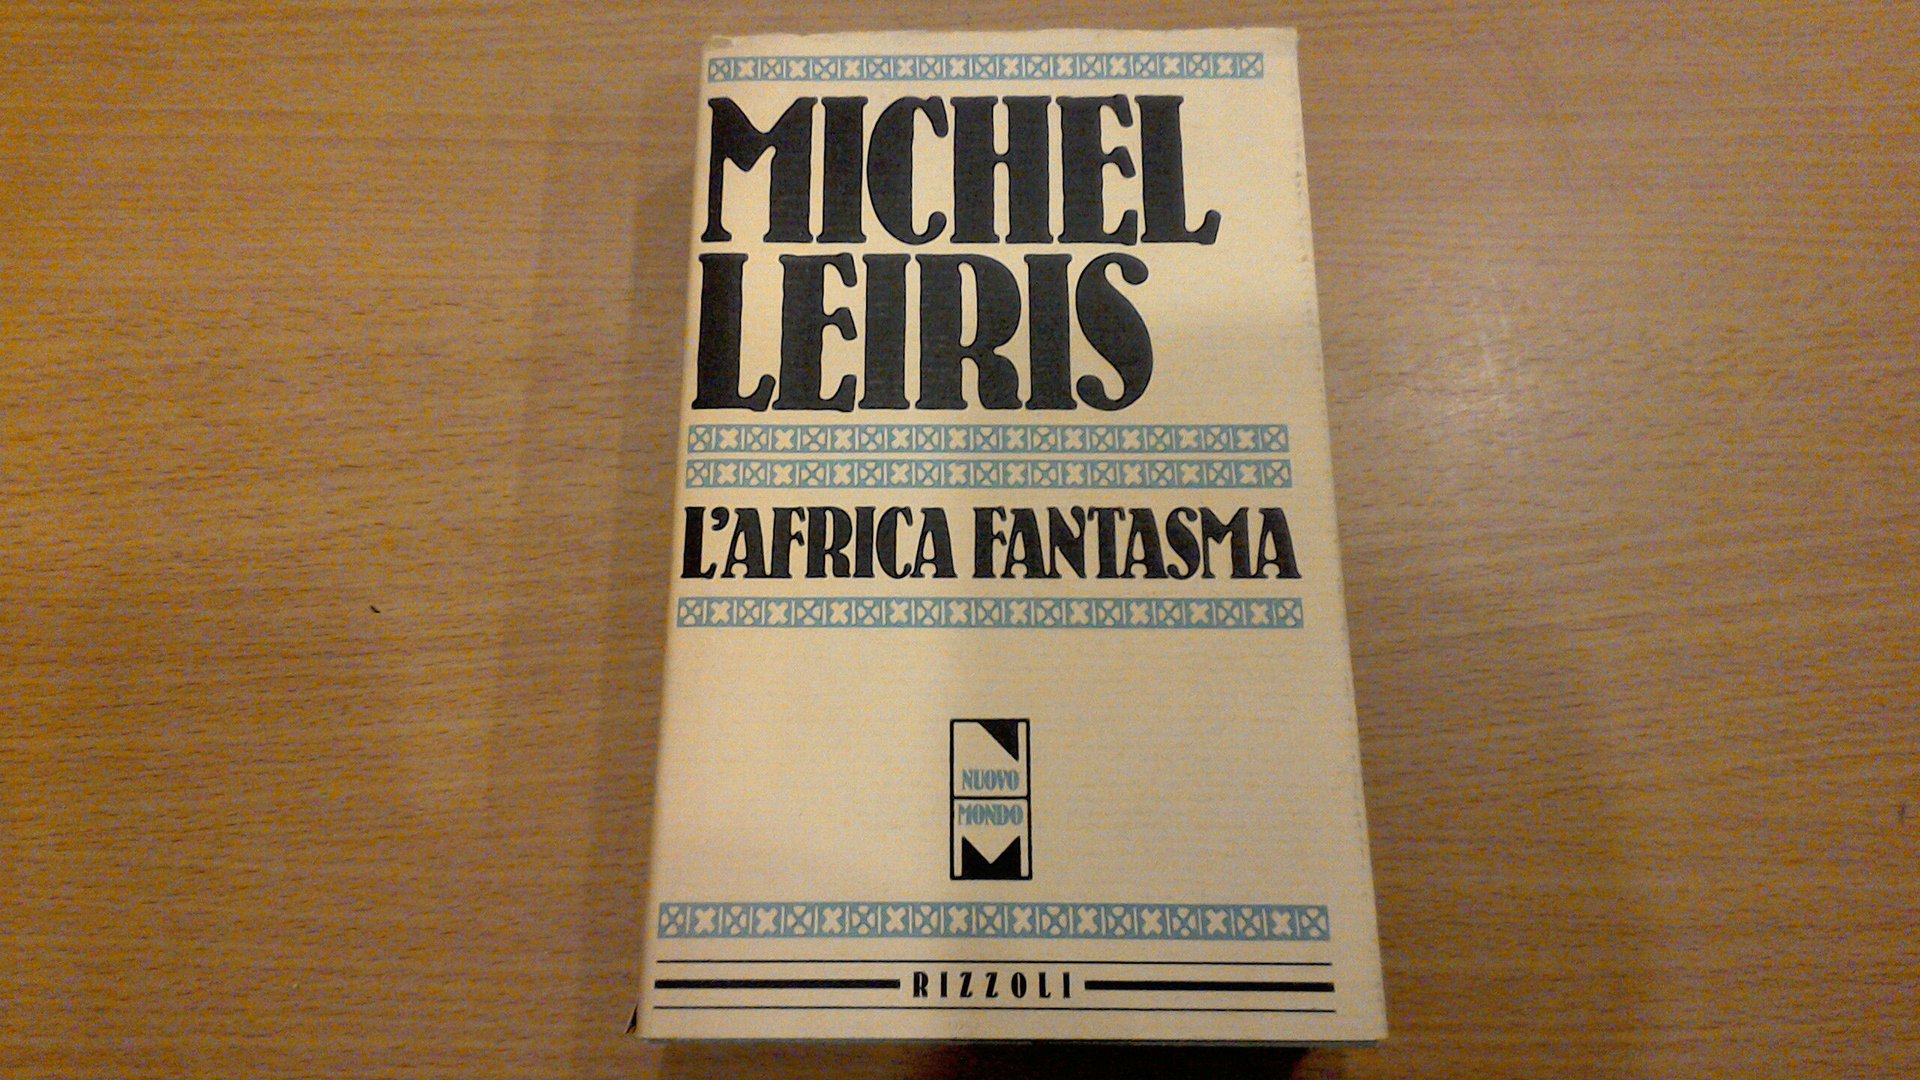 MICHEL
LEIRIS
L'AFRICA FANTASMA
N
NUOVO
MONDO
M
RIZZOLI